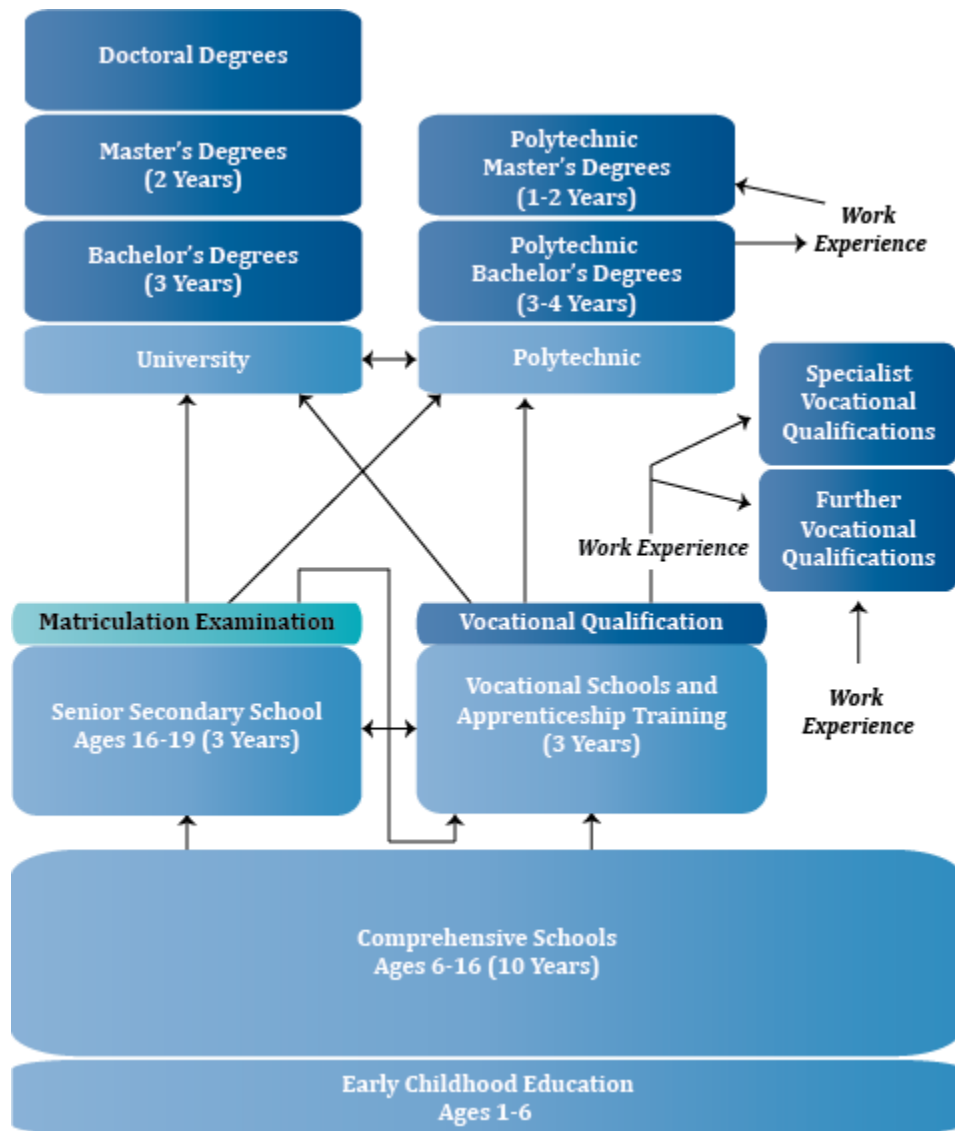 Doctoral Degrees
Master's Degrees
(2 Years)
Bachelor's Degrees
(3 Years)
University
Polytechnic
Master's Degrees
(1-2 Years)
Polytechnic
Bachelor's Degrees
(3-4 Years)
Polytechnic
Work
Experience
Specialist
Vocational
Qualifications
Further
Vocational
Qualifications
Work Experience
Work
Experience
Matriculation Examination
Senior Secondary School
Ages 16-19 (3 Years)
Vocational Qualification
Vocational Schools and
Apprenticeship Training
(3 Years)
Comprehensive Schools
Ages 6-16 (10 Years)
Early Childhood Education
Ages 1-6